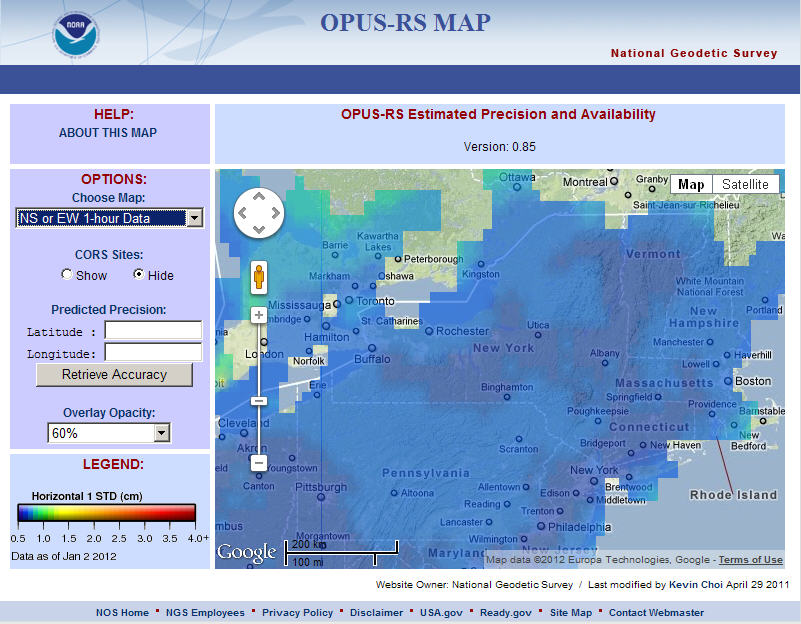 NOAA
OPUS-RS MAP
National Geodetic Survey
HELP:
ABOUT THIS MAP
OPTIONS:
Choose Map:
NS or EW 1-hour Data
CORS Sites:
Show Hide
Predicted Precision:
Latitude :
Longitude:
Retrieve Accuracy
Overlay Opacity:
60%
LEGEND:
Horizontal 1 STD (cm)
0.5 1.0 1.5 2.0 2.5 3.0 3.5 4.0+
Data as of Jan 2 2012
OPUS-RS Estimated Precision and Availability
Version: 0.85
Map Satellite
Ottawa
Montreal
Granby
Saint-Jean-sur-Richelieu
Barrie
Kawartha
Lakes
Peterborough
Kingston
Vermont
Markham
Oshawa
White Mountain
National Forest
Mississauga
Toronto
Portland
New
Hampshire
mbridge
St. Catharines
Hamilton
Rochester
Utica
Manchester
London
Norfolk
Buffalo
New York
Albany
Haverhill
Lowell
Erie
Binghamton
Massachusetts
Boston
Springfield
Poughkeepsie
Providence
Barnstable
Cleveland
Connecticut
New
Bedford
Akron
Scranton
Bridgeport
New Haven
Youngstown
Canton
Pennsylvania
New York
Pittsburgh
Altoona
Allentown
Edison
Brentwood
Middletown
Rhode Island
Reading
Trenton
mbus
Lancaster
Philadelphia
Morgantown
Wilmington
Maryland
New Jersey
Google
200 km
100 mi
Map data ©2012 Europa Technologies, Google - Terms of Use
Website Owner: National Geodetic Survey / Last modified by Kevin Choi April 29 2011
NOS Home NGS Employees Privacy Policy Disclaimer USA.gov Ready.gov Site Map Contact Webmaster